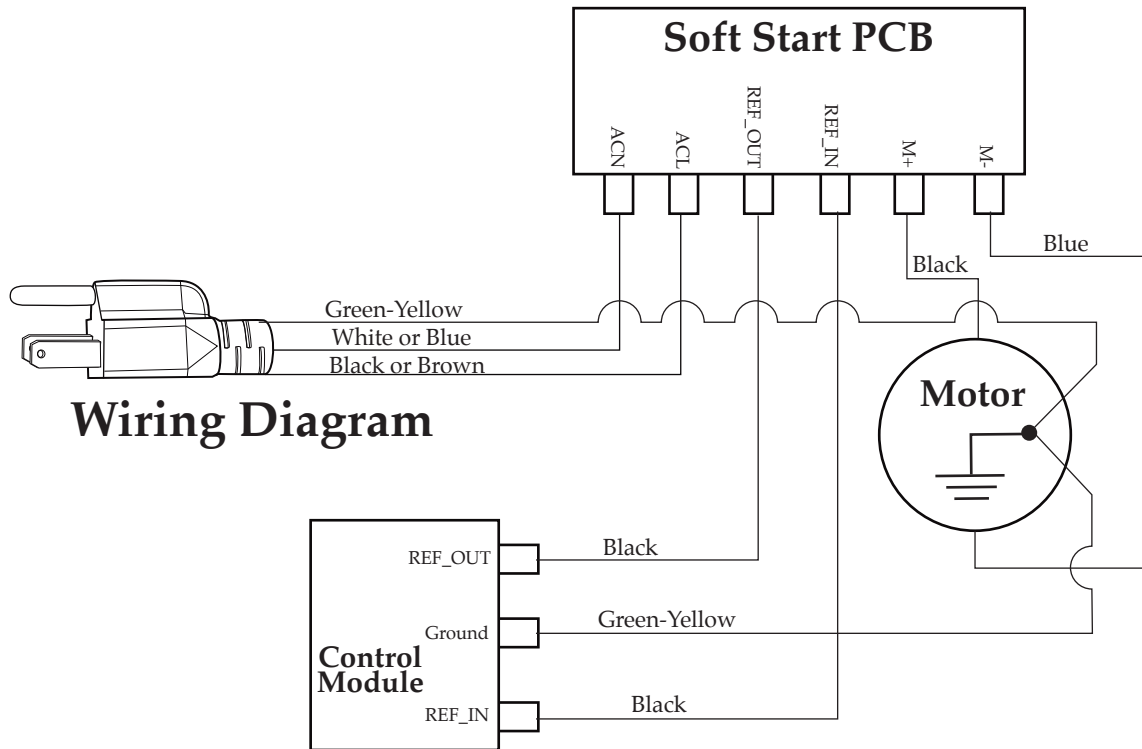 Soft Start PCB
ACN
ACL
REF_OUT
REF_IN
M+
M-
Blue
Black
Green-Yellow
White or Blue
Black or Brown
Wiring Diagram
Motor
REF_OUT
Black
Ground
Green-Yellow
Control
Module
REF_IN
Black